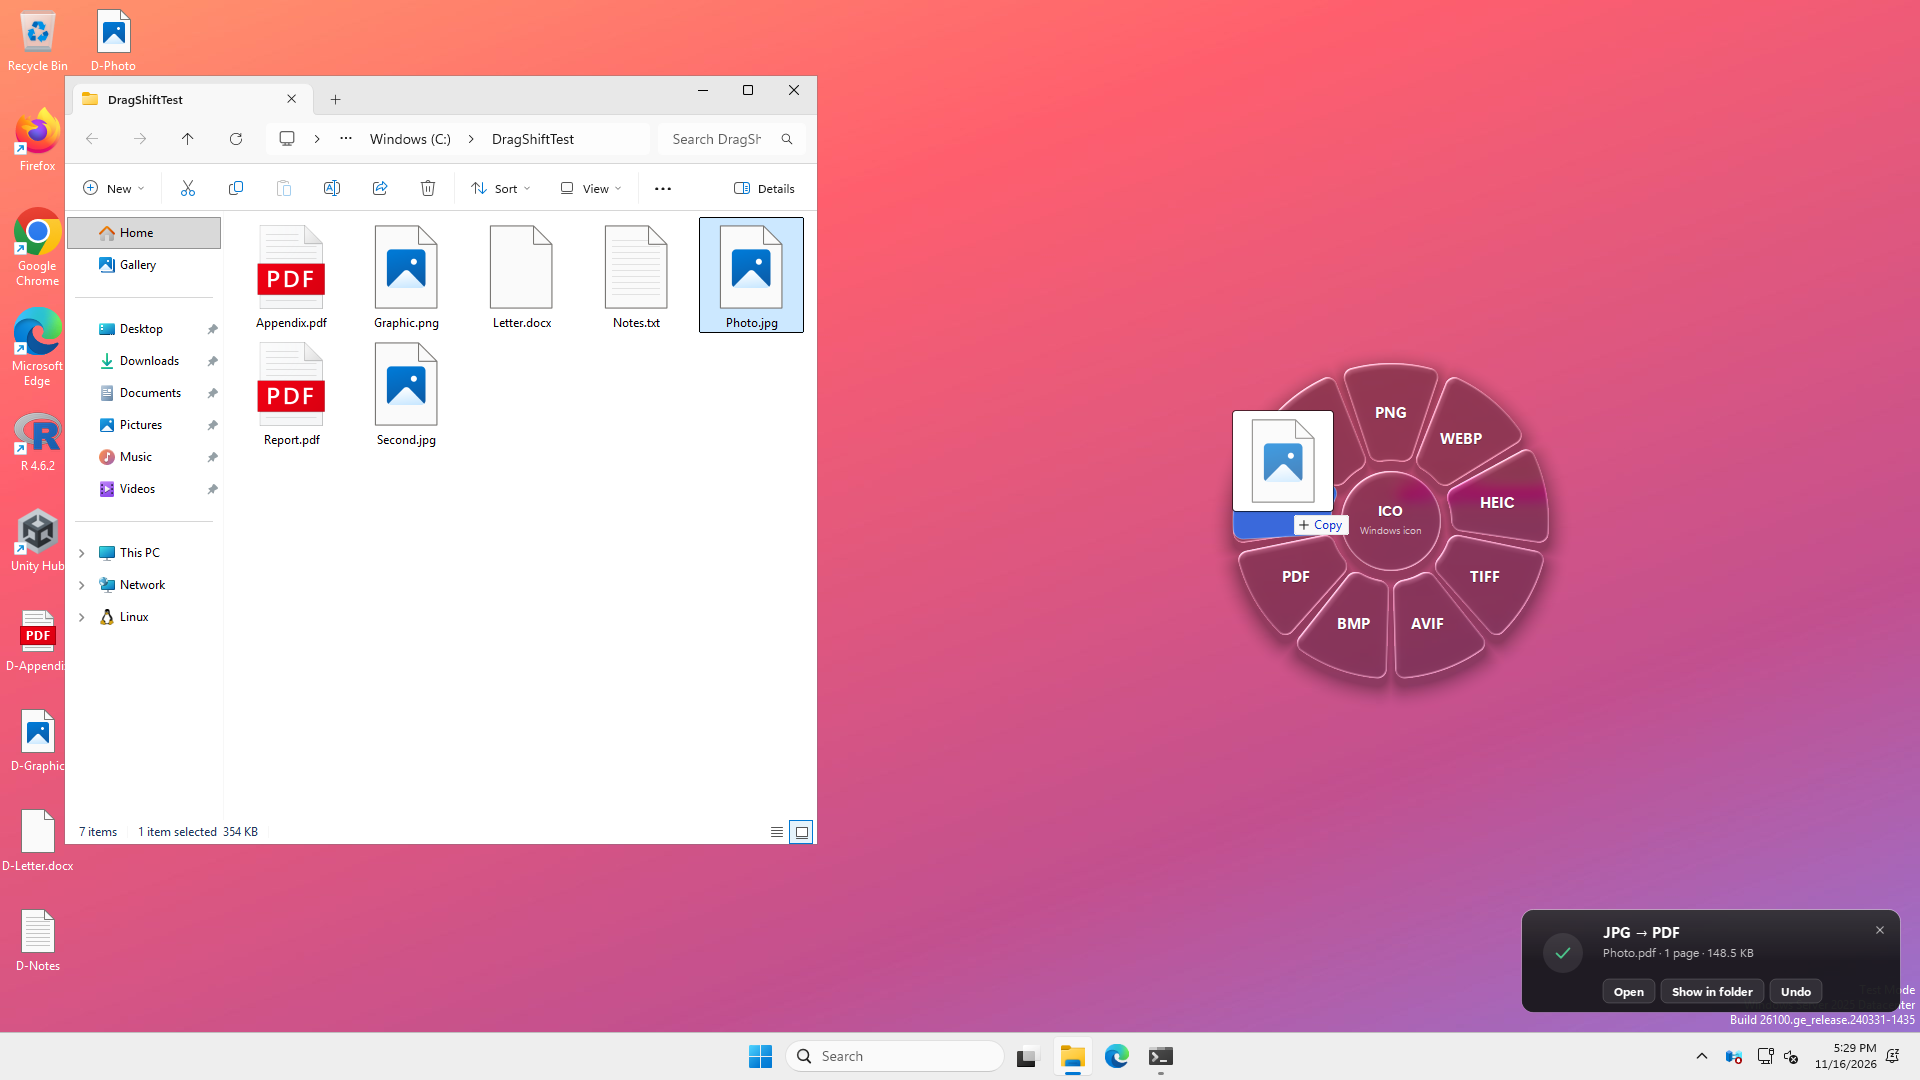 Recycle Bin
D-Photo
Firefox
Google
Chrome
Microsoft
Edge
R 4.6.2
Unity Hub
D-Graphic
D-Letter.docx
D-Notes
DragShiftTest
Windows (C:)
DragShiftTest
New
Sort
View
Details
Home
Gallery
Desktop
Downloads
Documents
Pictures
Music
Videos
This PC
Network
Linux
PDF
Appendix.pdf
Graphic.png
Letter.docx
Notes.txt
Photo.jpg
PDF
Report.pdf
Second.jpg
7 items
1 item selected 354 KB
PDF
PNG
WEBP
HEIC
TIFF
AVIF
BMP
PDF
ICO
Windows icon
+ Copy
JPG → PDF
Photo.pdf · 1 page · 148.5 KB
Open
Show in folder
Undo
Build 26100.ge_release.240331-1435
Search
5:29 PM
11/16/2026